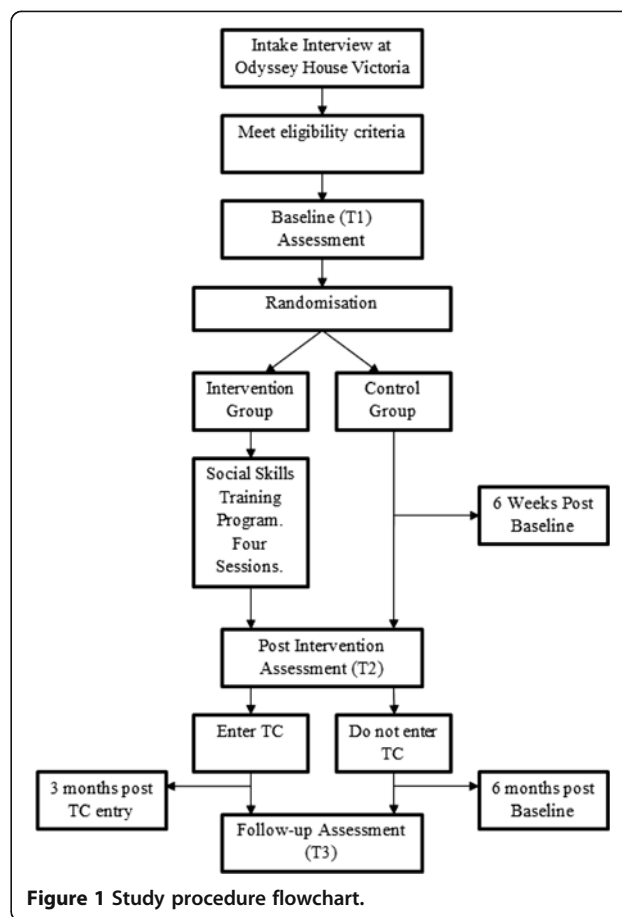 Intake Interview at
Odyssey House Victoria
Meet eligibility criteria
Baseline (T1)
Assessment
Randomisation
Intervention
Group
Control
Group
Social Skills
Training
Program.
Four
Sessions.
6 Weeks Post
Baseline
Post Intervention
Assessment (T2)
Enter TC
Do not enter
TC
3 months post
TC entry
6 months post
Baseline
Follow-up Assessment
(T3)
Figure 1 Study procedure flowchart.